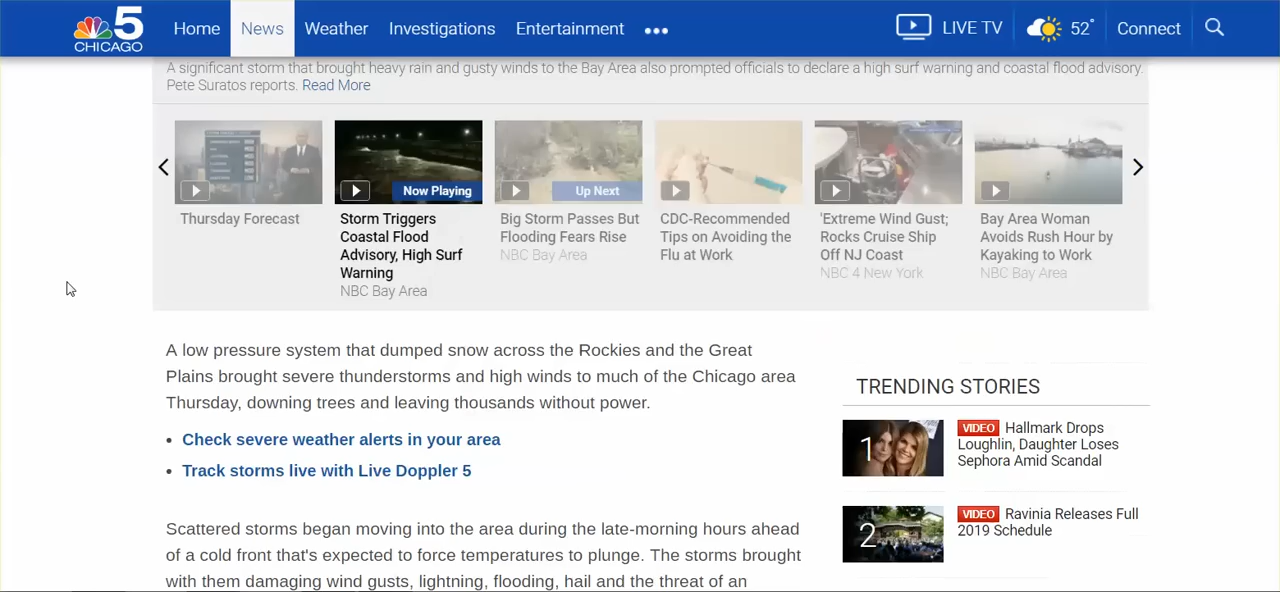 5
CHICAGO
Home
News
Weather
Investigations
Entertainment
LIVE TV
52°
Connect
A significant storm that brought heavy rain and gusty winds to the Bay Area also prompted officials to declare a high surf warning and coastal flood advisory.
Pete Suratos reports. Read More
Thursday Forecast
Now Playing
Storm Triggers
Coastal Flood
Advisory, High Surf
Warning
NBC Bay Area
Up Next
Big Storm Passes But
Flooding Fears Rise
NBC Bay Area
CDC-Recommended
Tips on Avoiding the
Flu at Work
'Extreme Wind Gust;
Rocks Cruise Ship
Off NJ Coast
NBC 4 New York
Bay Area Woman
Avoids Rush Hour by
Kayaking to Work
NBC Bay Area
A low pressure system that dumped snow across the Rockies and the Great
Plains brought severe thunderstorms and high winds to much of the Chicago area
Thursday, downing trees and leaving thousands without power.
• Check severe weather alerts in your area
• Track storms live with Live Doppler 5
Scattered storms began moving into the area during the late-morning hours ahead
of a cold front that's expected to force temperatures to plunge. The storms brought
with them damaging wind gusts, lightning, flooding, hail and the threat of an
TRENDING STORIES
1
VIDEO Hallmark Drops
Loughlin, Daughter Loses
Sephora Amid Scandal
2
VIDEO Ravinia Releases Full
2019 Schedule